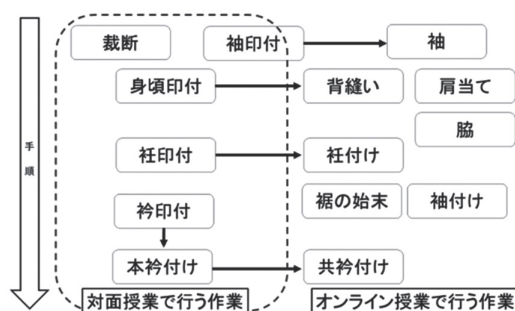 手順
裁断
袖印付
袖
身頃印付
背縫い
肩当て
脇
衽印付
衽付け
衿印付
裾の始末
袖付け
本衿付け
共衿付け
対面授業で行う作業
オンライン授業で行う作業